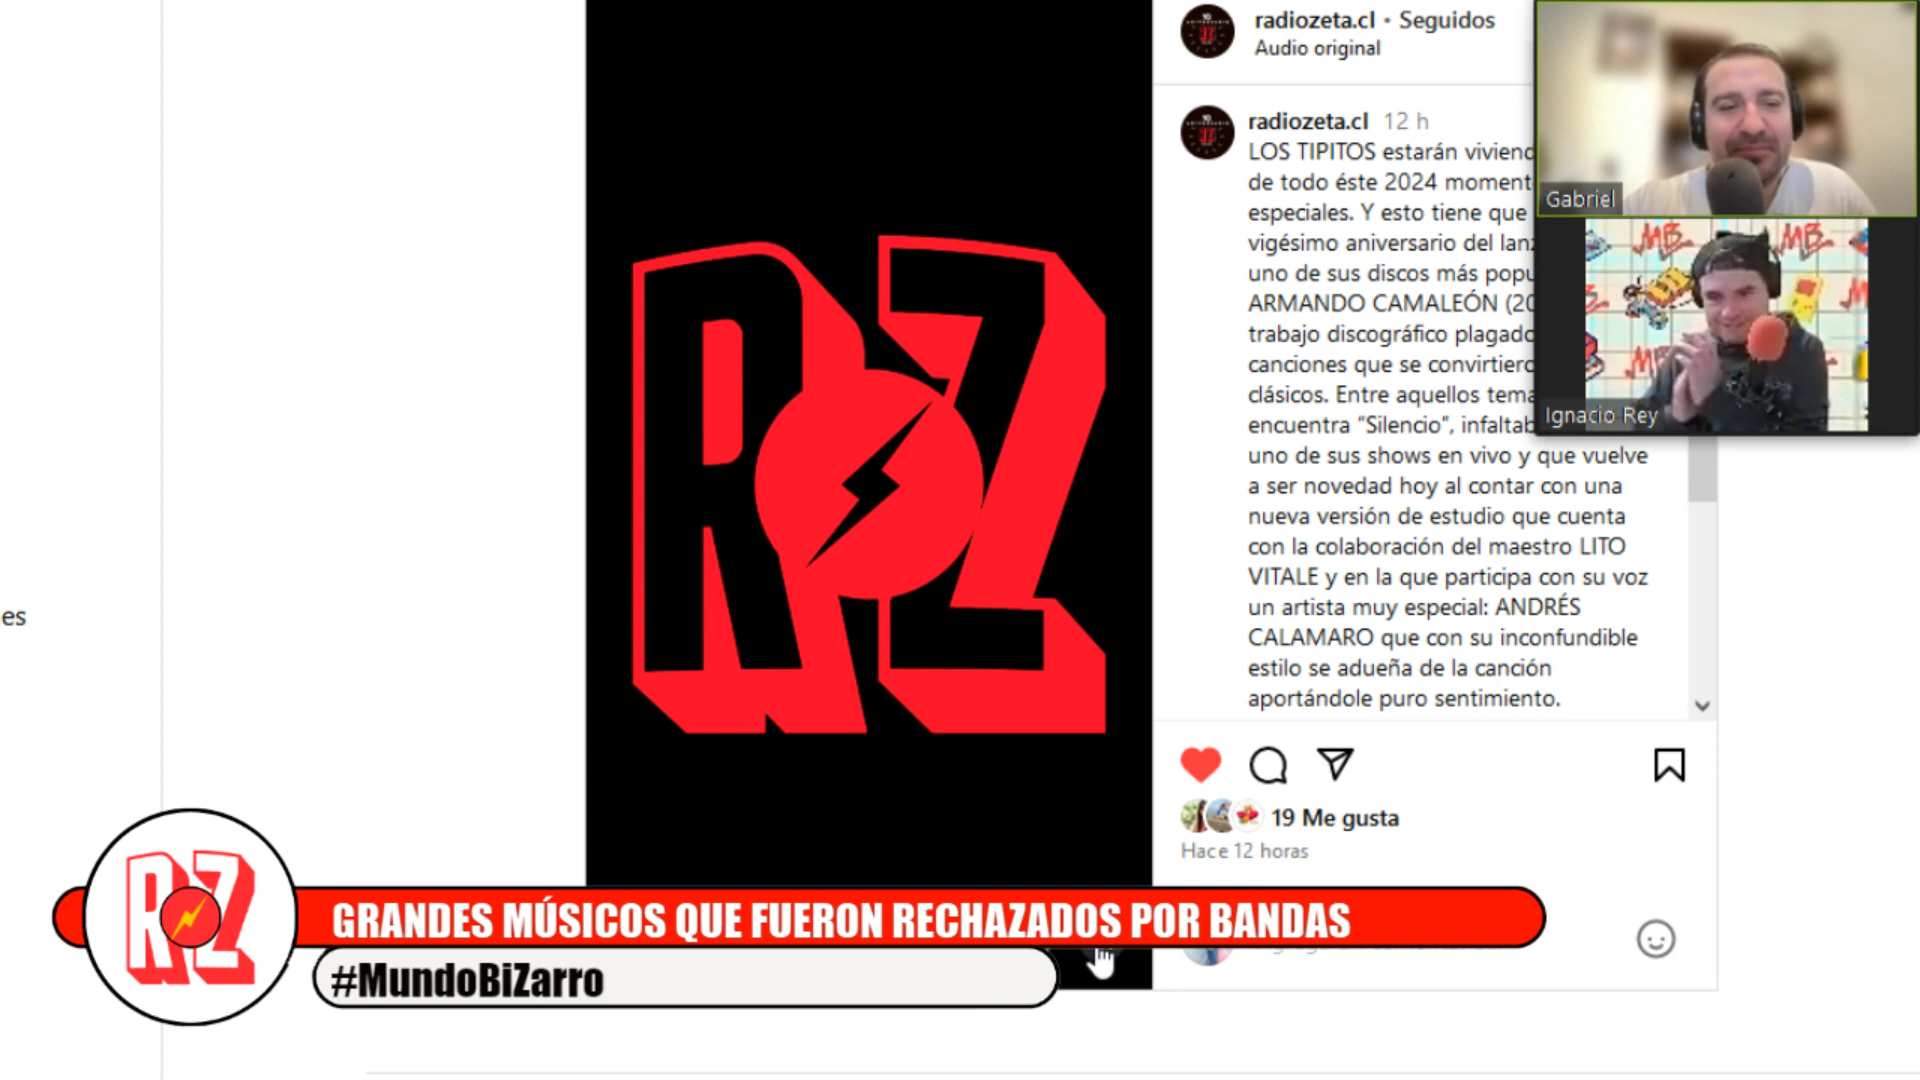 radiozeta.cl • Seguidos
Audio original
radiozeta.cl 12 h
LOS TIPITOS estarán viviend
de todo éste 2024 moment
especiales. Y esto tiene que
vigésimo aniversario del lanz
uno de sus discos más popu
ARMANDO CAMALEÓN (20
trabajo discográfico plagado
canciones que se convirtiero
clásicos. Entre aquellos tema
encuentra “Silencio”, infaltab
uno de sus shows en vivo y que vuelve
a ser novedad hoy al contar con una
nueva versión de estudio que cuenta
con la colaboración del maestro LITO
VITALE y en la que participa con su voz
un artista muy especial: ANDRÉS
CALAMARO que con su inconfundible
estilo se adueña de la canción
aportándole puro sentimiento.
19 Me gusta
Hace 12 horas
Gabriel
MB
MB
Ignacio Rey
es
RZ
RZ
GRANDES MÚSICOS QUE FUERON RECHAZADOS POR BANDAS
#MundoBiZarro